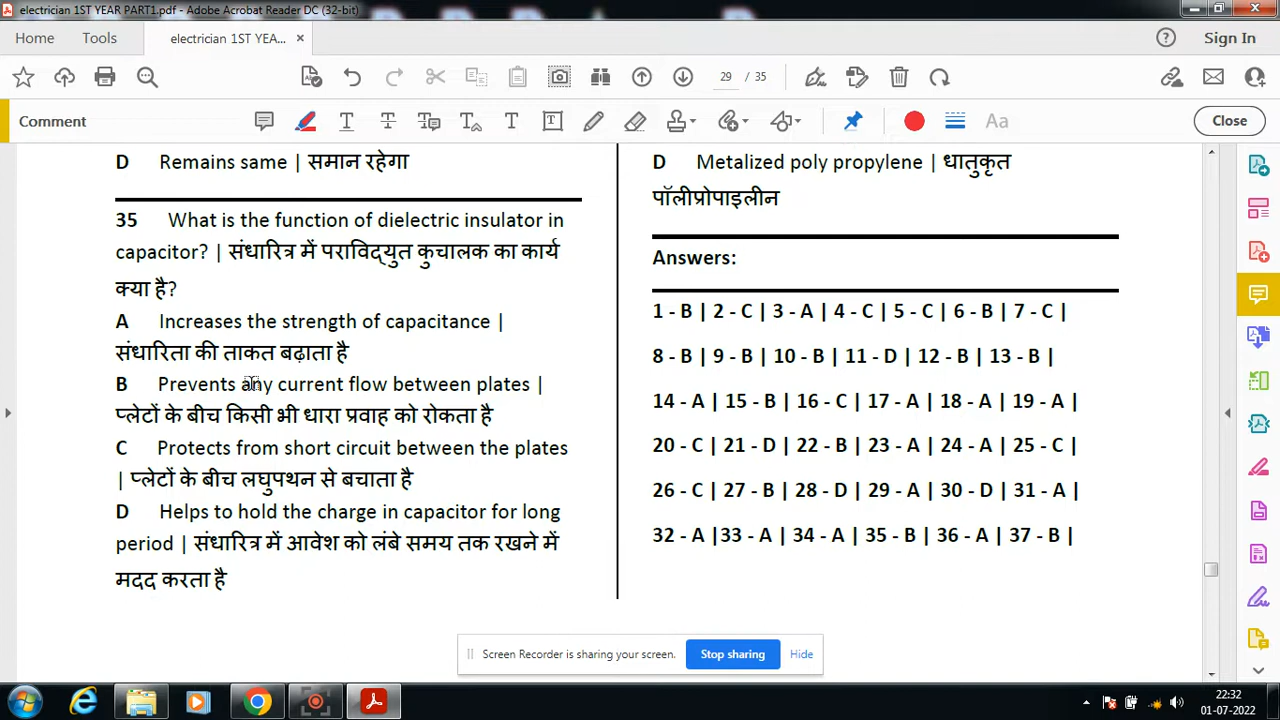 electrician 1ST YEAR PART1.pdf - Adobe Acrobat Reader DC (32-bit)
Home
Tools
electrician 1ST YEA...
Sign In
29 / 35
Comment
Close
D Remains same | समान रहेगा
35 What is the function of dielectric insulator in
capacitor? | संधारित्र में पराविद्युत कुचालक का कार्य
क्या है?
A Increases the strength of capacitance |
संधारिता की ताकत बढ़ाता है
B Prevents any current flow between plates |
प्लेटों के बीच किसी भी धारा प्रवाह को रोकता है
C Protects from short circuit between the plates
| प्लेटों के बीच लघुपथन से बचाता है
D Helps to hold the charge in capacitor for long
period | संधारित्र में आवेश को लंबे समय तक रखने में
मदद करता है
D Metalized poly propylene | धातुकृत
पॉलीप्रोपाइलीन
Answers:
1 - B | 2 - C | 3 - A | 4 - C | 5 - C | 6 - B | 7 - C |
8 - B | 9 - B | 10 - B | 11 - D | 12 - B | 13 - B |
14 - A | 15 - B | 16 - C | 17 - A | 18 - A | 19 - A |
20 - C | 21 - D | 22 - B | 23 - A | 24 - A | 25 - C |
26 - C | 27 - B | 28 - D | 29 - A | 30 - D | 31 - A |
32 - A |33 - A | 34 - A | 35 - B | 36 - A | 37 - B |
Screen Recorder is sharing your screen.
Stop sharing
Hide
22:32
01-07-2022